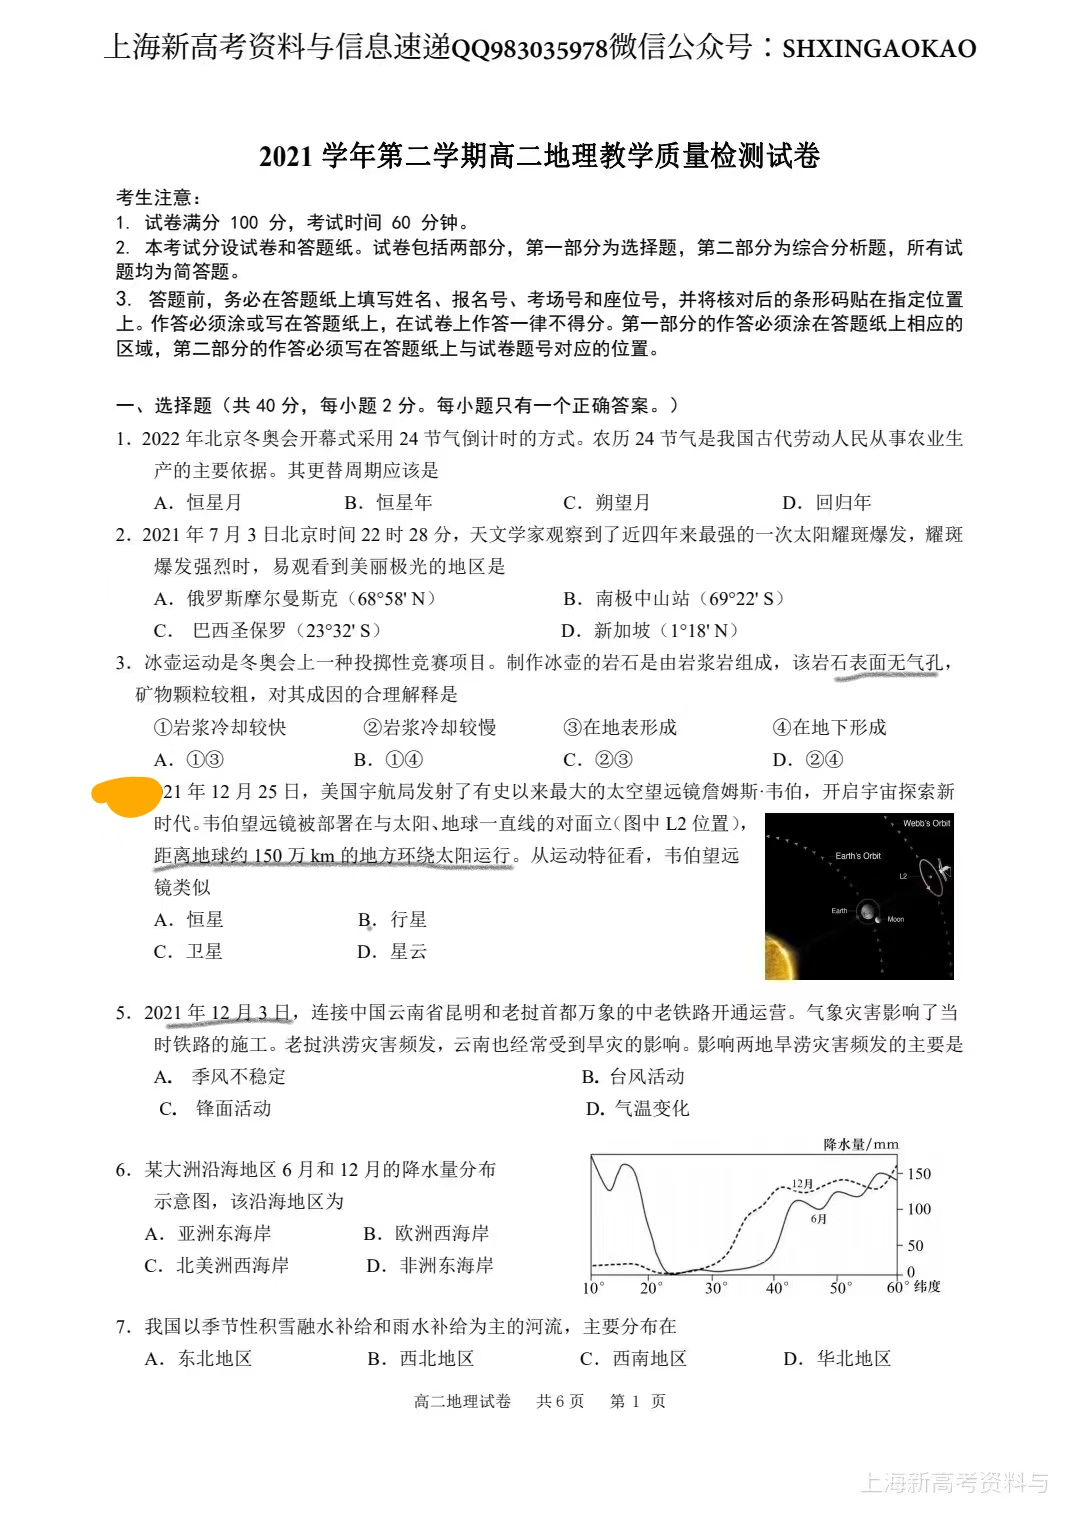 上海新高考资料与信息速递QQ983035978微信公众号：SHXINGAOKAO
2021 学年第二学期高二地理教学质量检测试卷
考生注意：
1. 试卷满分 100 分，考试时间 60 分钟。
2. 本考试分设试卷和答题纸。试卷包括两部分，第一部分为选择题，第二部分为综合分析题，所有试
题均为简答题。
3. 答题前，务必在答题纸上填写姓名、报名号、考场号和座位号，并将核对后的条形码贴在指定位置
上。作答必须涂或写在答题纸上，在试卷上作答一律不得分。第一部分的作答必须涂在答题纸上相应的
区域，第二部分的作答必须写在答题纸上与试卷题号对应的位置。
一、选择题（共 40 分，每小题 2 分。每小题只有一个正确答案。）
1．2022 年北京冬奥会开幕式采用 24 节气倒计时的方式。农历 24 节气是我国古代劳动人民从事农业生
产的主要依据。其更替周期应该是
A．恒星月 B．恒星年 C．朔望月 D．回归年
2．2021 年 7 月 3 日北京时间 22 时 28 分，天文学家观察到了近四年来最强的一次太阳耀斑爆发，耀斑
爆发强烈时，易观看到美丽极光的地区是
A．俄罗斯摩尔曼斯克（68°58' N） B．南极中山站（69°22' S）
C． 巴西圣保罗（23°32' S） D．新加坡（1°18' N）
3．冰壶运动是冬奥会上一种投掷性竞赛项目。制作冰壶的岩石是由岩浆岩组成，该岩石表面无气孔，
矿物颗粒较粗，对其成因的合理解释是
①岩浆冷却较快 ②岩浆冷却较慢 ③在地表形成 ④在地下形成
A．①③ B．①④ C．②③ D．②④
21 年 12 月 25 日，美国宇航局发射了有史以来最大的太空望远镜詹姆斯·韦伯，开启宇宙探索新
时代。韦伯望远镜被部署在与太阳、地球一直线的对面立（图中 L2 位置），
距离地球约 150 万 km 的地方环绕太阳运行。从运动特征看，韦伯望远
镜类似
A．恒星 B．行星
C．卫星 D．星云
Webb's Orbit
Earth's Orbit
L2
Earth
Moon
5．2021 年 12 月 3 日，连接中国云南省昆明和老挝首都万象的中老铁路开通运营。气象灾害影响了当
时铁路的施工。老挝洪涝灾害频发，云南也经常受到旱灾的影响。影响两地旱涝灾害频发的主要是
A． 季风不稳定 B. 台风活动
C． 锋面活动 D. 气温变化
6．某大洲沿海地区 6 月和 12 月的降水量分布
示意图，该沿海地区为
A．亚洲东海岸 B．欧洲西海岸
C．北美洲西海岸 D．非洲东海岸
降水量/mm
150
12月
100
6月
50
0
10° 20° 30° 40° 50° 60° 纬度
7．我国以季节性积雪融水补给和雨水补给为主的河流，主要分布在
A．东北地区 B．西北地区 C．西南地区 D．华北地区
高二地理试卷 共 6 页 第 1 页
上海新高考资料与